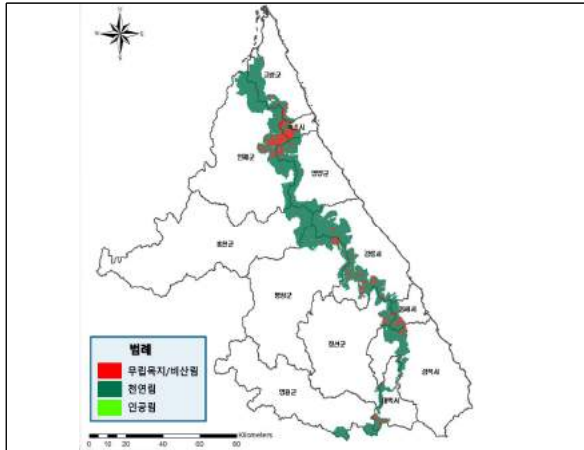 고성군
속초시
인제군
양양군
홍천군
강릉시
평창군
동해시
정선군
삼척시
영월군
태백시
범례
무립목지/비산림
천연림
인공림
Kilometers
0 5 10 20 40 60 80